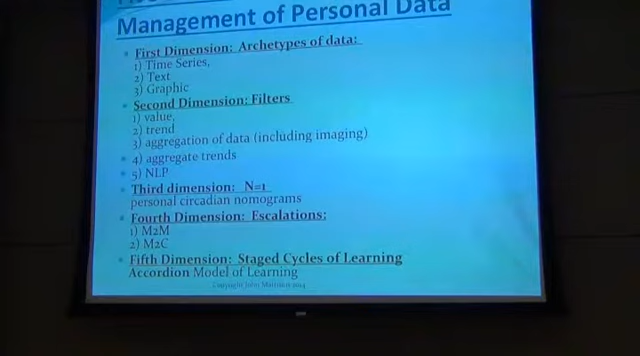 Management of Personal Data
First Dimension: Archetypes of data:
1) Time Series,
2) Text
3) Graphic
Second Dimension: Filters
1) value,
2) trend
3) aggregation of data (including imaging)
4) aggregate trends
5) NLP
Third dimension: N=1
personal circadian nomograms
Fourth Dimension: Escalations:
1) M2M
2) M2C
Fifth Dimension: Staged Cycles of Learning
Accordion Model of Learning
Copyright John Mattison 2014